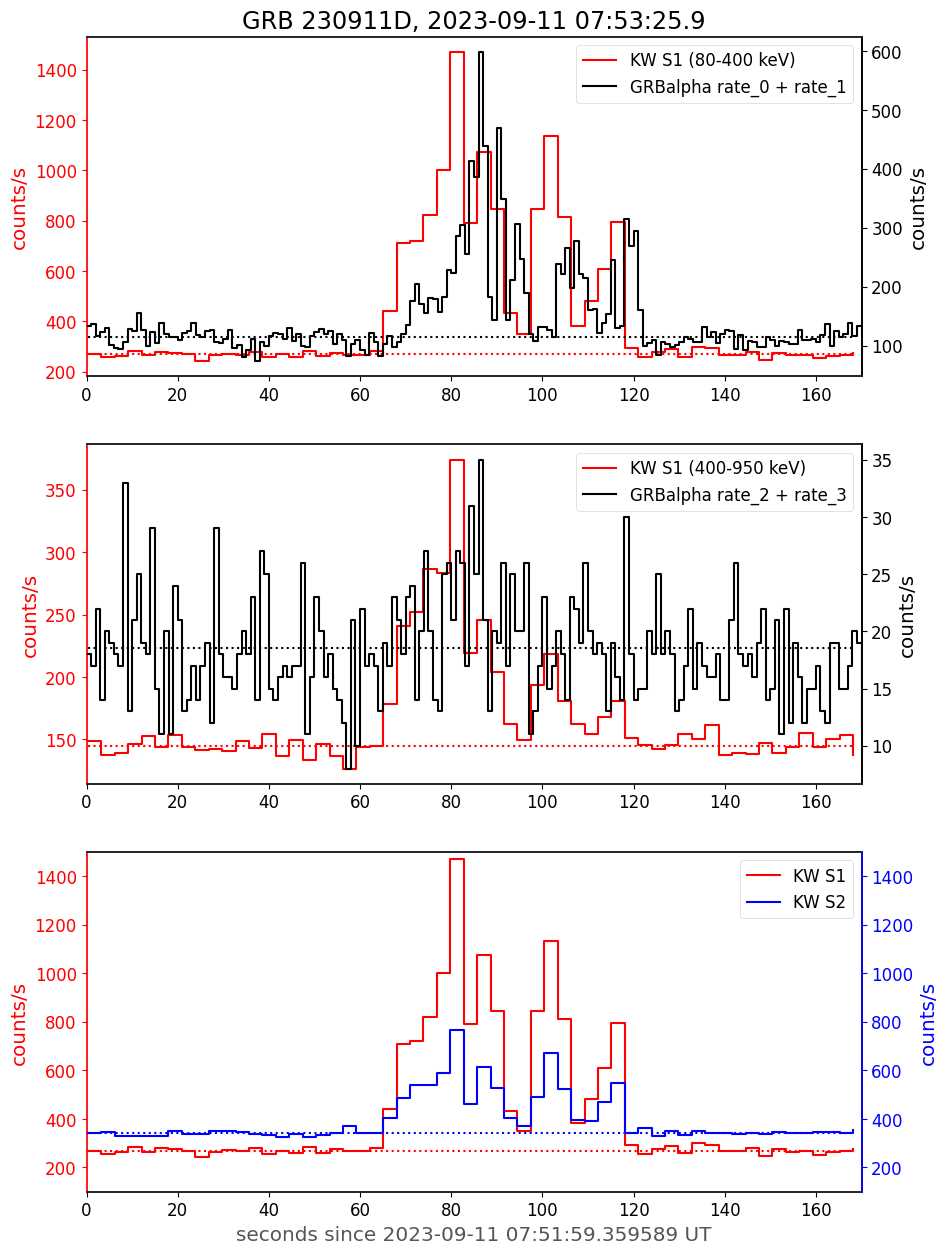 GRB 230911D, 2023-09-11 07:53:25.9
KW S1 (80-400 keV)
GRBalpha rate_0 + rate_1
counts/s
1400
1200
1000
800
600
400
200
600
500
400
300
200
100
counts/s
0 20 40 60 80 100 120 140 160
KW S1 (400-950 keV)
GRBalpha rate_2 + rate_3
counts/s
350
300
250
200
150
35
30
25
20
15
10
counts/s
0 20 40 60 80 100 120 140 160
KW S1
KW S2
counts/s
1400
1200
1000
800
600
400
200
1400
1200
1000
800
600
400
200
counts/s
0 20 40 60 80 100 120 140 160
seconds since 2023-09-11 07:51:59.359589 UT